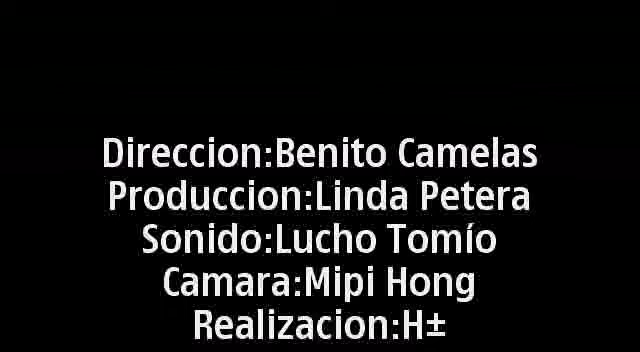 Direccion:Benito Camelas
Produccion:Linda Petera
Sonido:Lucho Tomío
Camara:Mipi Hong
Realizacion:H±